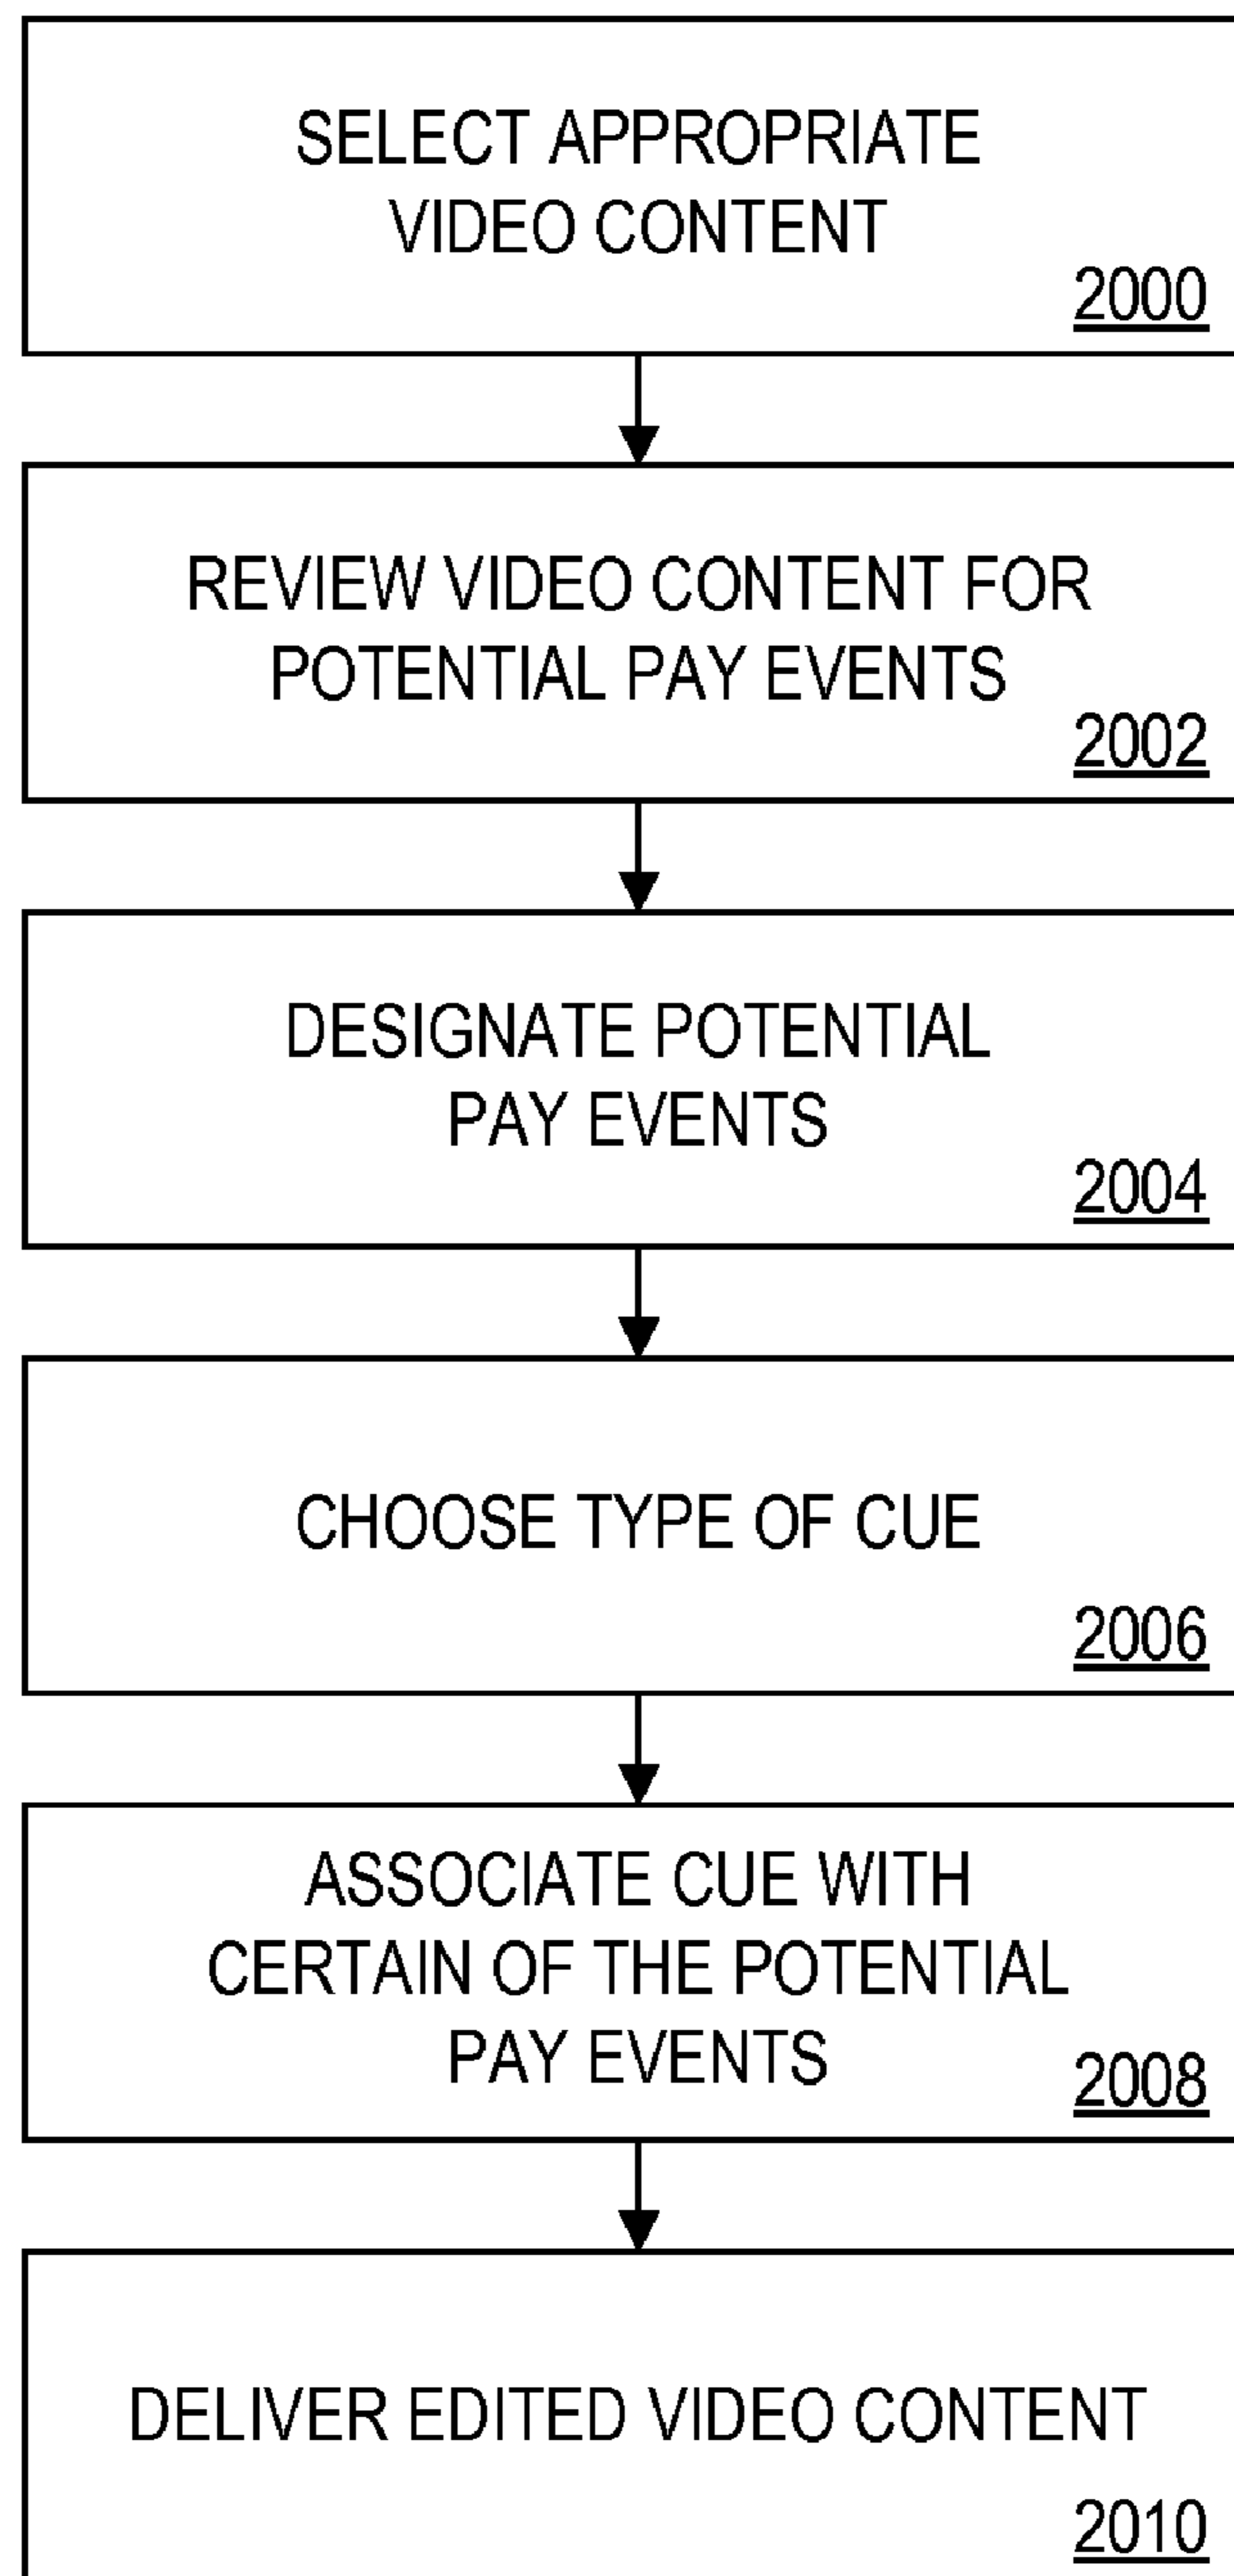 SELECT APPROPRIATE
VIDEO CONTENT
2000
REVIEW VIDEO CONTENT FOR
POTENTIAL PAY EVENTS
2002
DESIGNATE POTENTIAL
PAY EVENTS
2004
CHOOSE TYPE OF CUE
2006
ASSOCIATE CUE WITH
CERTAIN OF THE POTENTIAL
PAY EVENTS
2008
DELIVER EDITED VIDEO CONTENT
2010